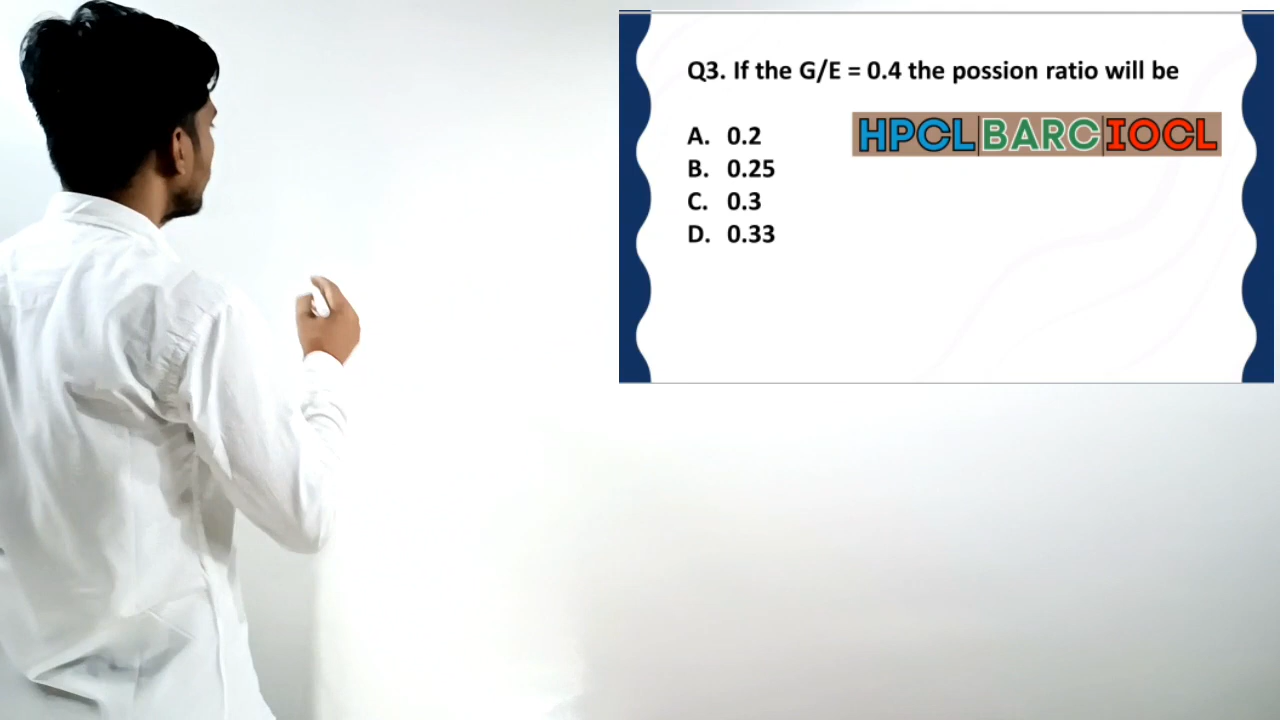 Q3. If the G/E = 0.4 the possion ratio will be
HPCL BARC IOCL
A. 0.2
B. 0.25
C. 0.3
D. 0.33